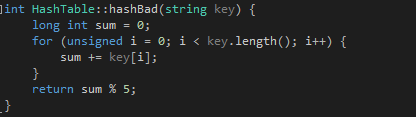 int HashTable::hashBad(string key) {
long int sum = 0;
for (unsigned i = 0; i < key.length(); i++) {
sum += key[i];
}
return sum % 5;
}